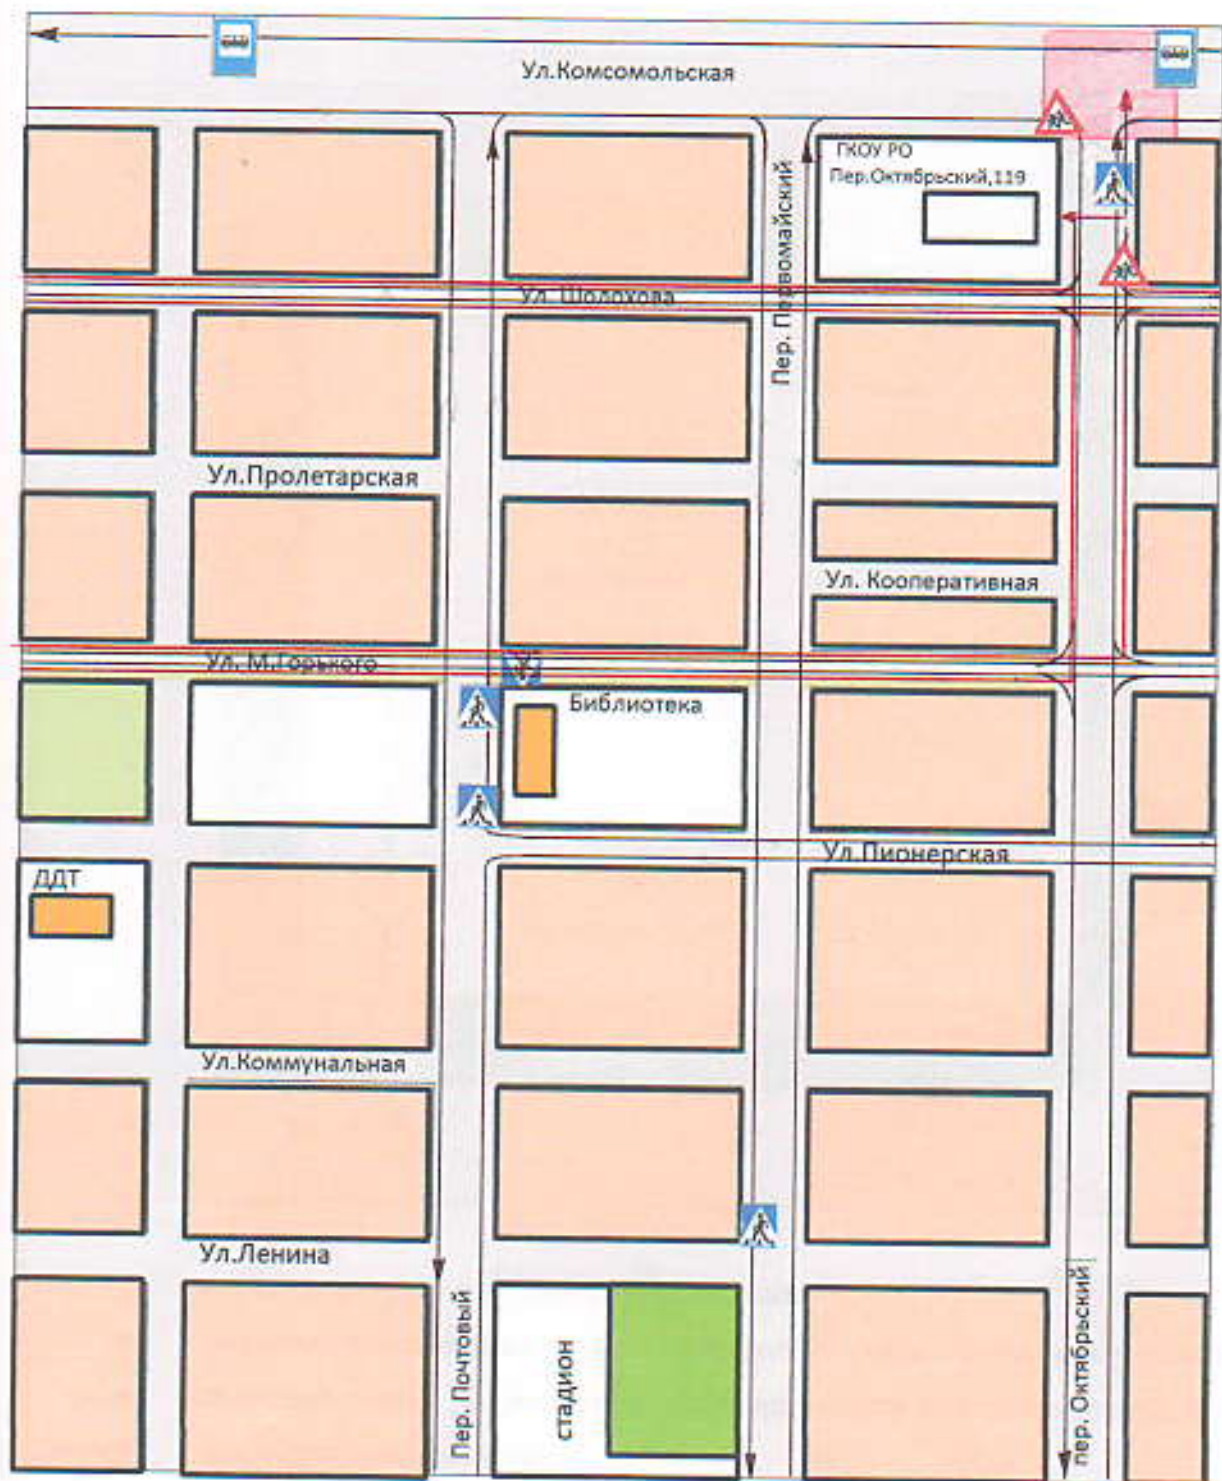 Ул.Комсомольская
ГКОУ РО
Пер.Октябрьский,119
Пер. Первомайский
Ул. Шолохова
Ул.Пролетарская
Ул. Кооперативная
Ул. М.Горького
Библиотека
Ул.Пионерская
ДДТ
Ул.Коммунальная
Ул.Ленина
Пер. Почтовый
стадион
пер. Октябрьский